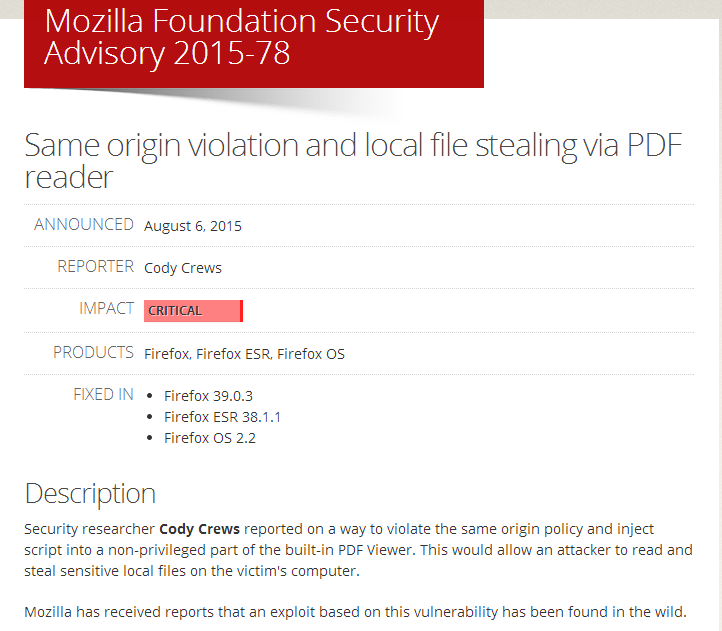 Mozilla Foundation Security
Advisory 2015-78
Same origin violation and local file stealing via PDF
reader
ANNOUNCED August 6, 2015
REPORTER Cody Crews
IMPACT CRITICAL
PRODUCTS Firefox, Firefox ESR, Firefox OS
FIXED IN • Firefox 39.0.3
• Firefox ESR 38.1.1
• Firefox OS 2.2
Description
Security researcher Cody Crews reported on a way to violate the same origin policy and inject
script into a non-privileged part of the built-in PDF Viewer. This would allow an attacker to read and
steal sensitive local files on the victim's computer.
Mozilla has received reports that an exploit based on this vulnerability has been found in the wild.